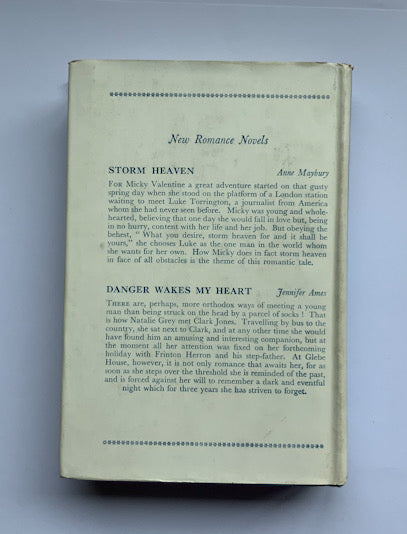 New Romance Novels
STORM HEAVEN Anne Maybury
FOR Micky Valentine a great adventure started on that gusty
spring day when she stood on the platform of a London station
waiting to meet Luke Torrington, a journalist from America
whom she had never seen before. Micky was young and whole-
hearted, believing that one day she would fall in love but, being
in no hurry, content with her life and her job. But obeying the
behest, " What you desire, storm heaven for and it shall be
yours," she chooses Luke as the one man in the world whom
she wants for her own. How Micky does in fact storm heaven
in face of all obstacles is the theme of this romantic tale.
DANGER WAKES MY HEART Jennifer Ames
THERE are, perhaps, more orthodox ways of meeting a young
man than being struck on the head by a parcel of socks ! That
is how Natalie Grey met Clark Jones. Travelling by bus to the
country, she sat next to Clark, and at any other time she would
have found him an amusing and interesting companion, but at
the moment all her attention was fixed on her forthcoming
holiday with Frinton Herron and his step-father. At Glebe
House, however, it is not only romance that awaits her, for as
soon as she steps over the threshold she is reminded of the past,
and is forced against her will to remember a dark and eventful
night which for three years she has striven to forget.